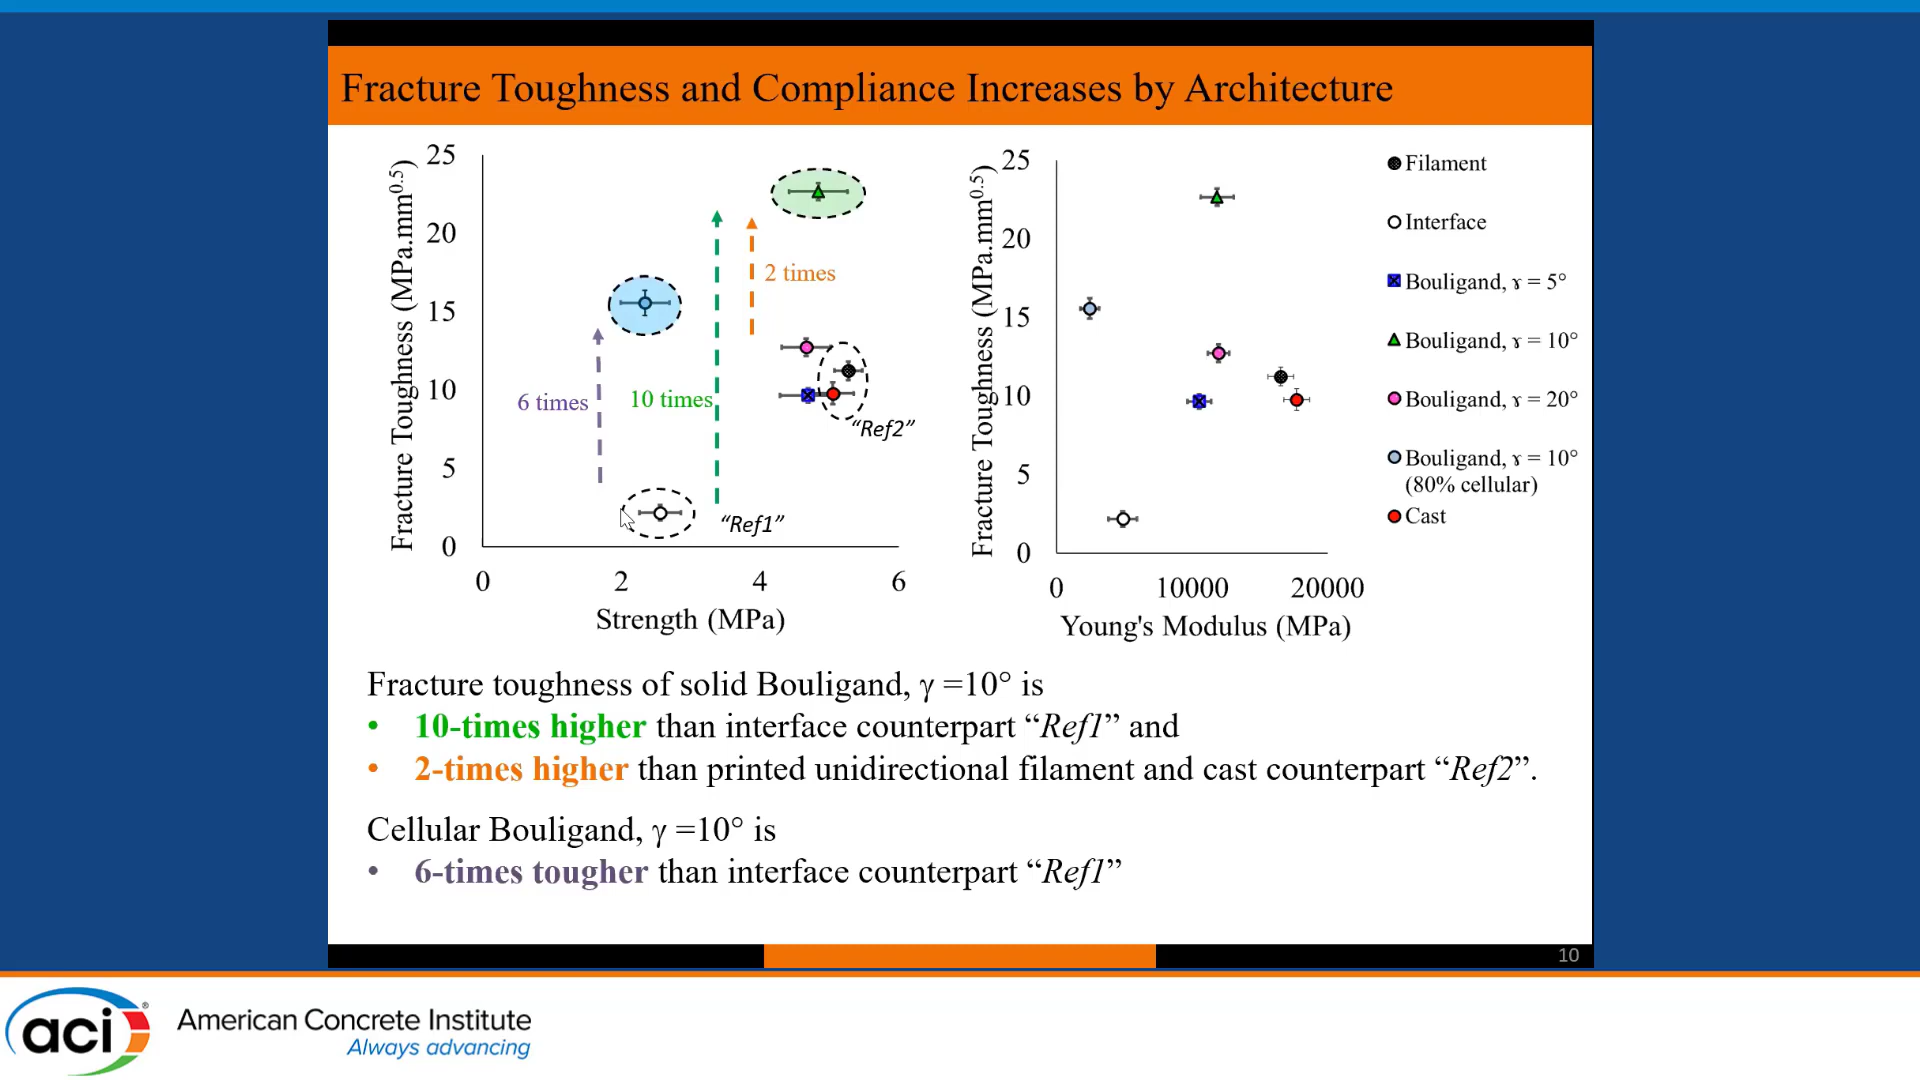 Fracture Toughness and Compliance Increases by Architecture
Fracture Toughness (MPa.mm0.5)
25
20
15
10
5
0
0
2
4
6
Strength (MPa)
6 times
10 times
2 times
“Ref1”
“Ref2”
Fracture Toughness (MPa.mm0.5)
25
20
15
10
5
0
0
10000
20000
Young's Modulus (MPa)
Filament
Interface
Bouligand, ɤ = 5°
Bouligand, ɤ = 10°
Bouligand, ɤ = 20°
Bouligand, ɤ = 10°
(80% cellular)
Cast
Fracture toughness of solid Bouligand, γ =10° is
• 10-times higher than interface counterpart “Ref1” and
• 2-times higher than printed unidirectional filament and cast counterpart “Ref2”.
Cellular Bouligand, γ =10° is
• 6-times tougher than interface counterpart “Ref1”
10
aci®
American Concrete Institute
Always advancing